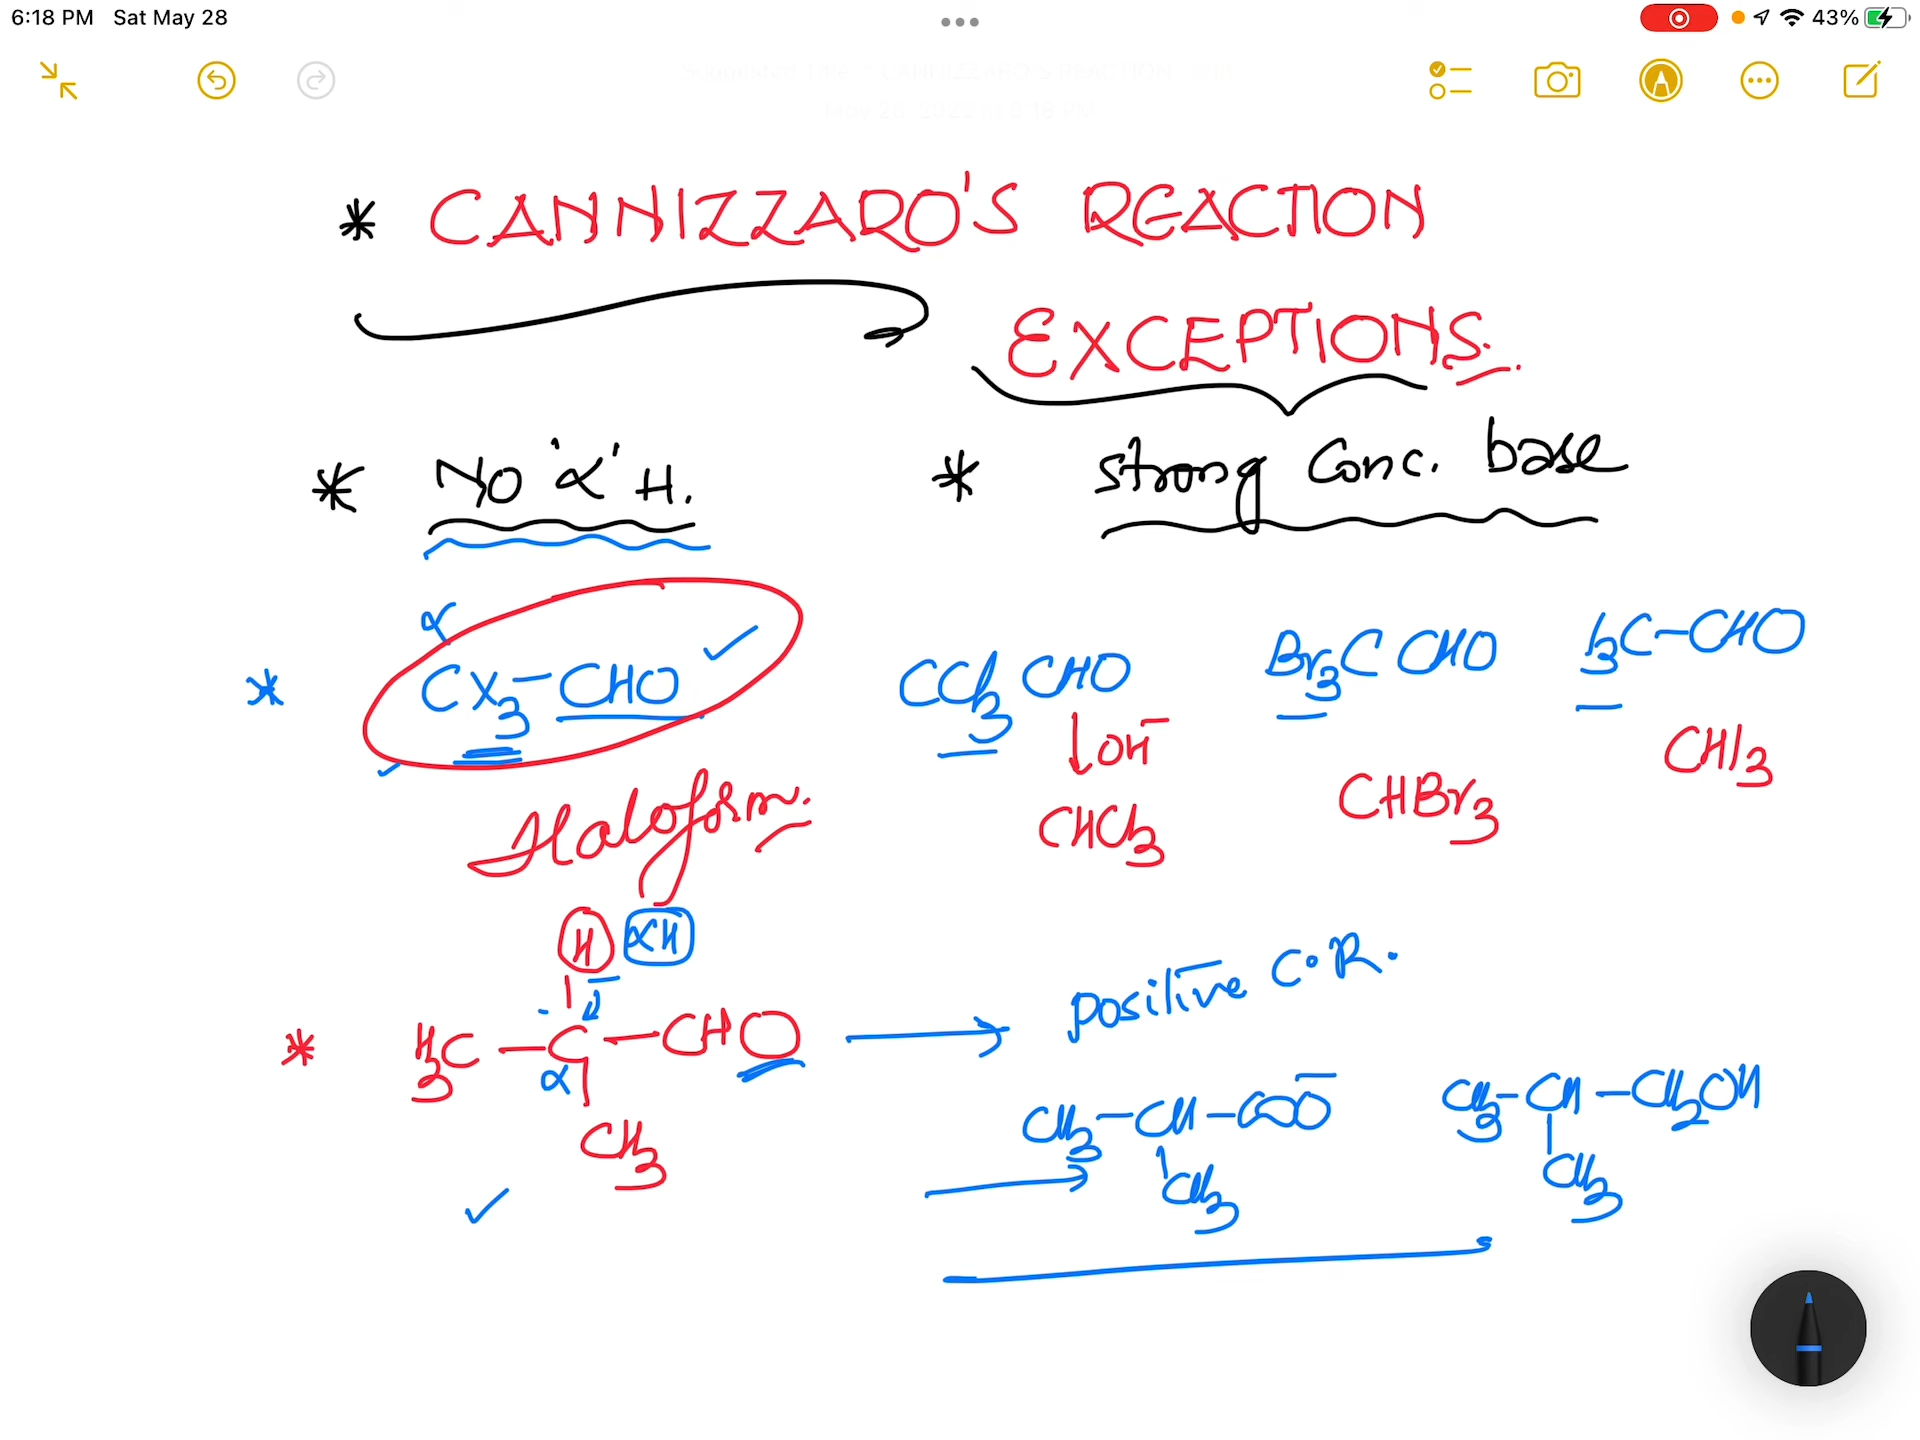 6:18 PM Sat May 28
43%
* CANNIZZARO'S REACTION
EXCEPTIONS.
* NO 'α' H.
* strong Conc. base
α
* CX3-CHO
CCl3 CHO
Br3C CHO
I3C-CHO
↓OH⁻
CHCl3
CHBr3
CHI3
Haloform.
H αH
* H3C-C-CHO → positive C.R.
α
CH3
→ CH3-CH-COO⁻
CH3
CH3-CH-CH2OH
CH3